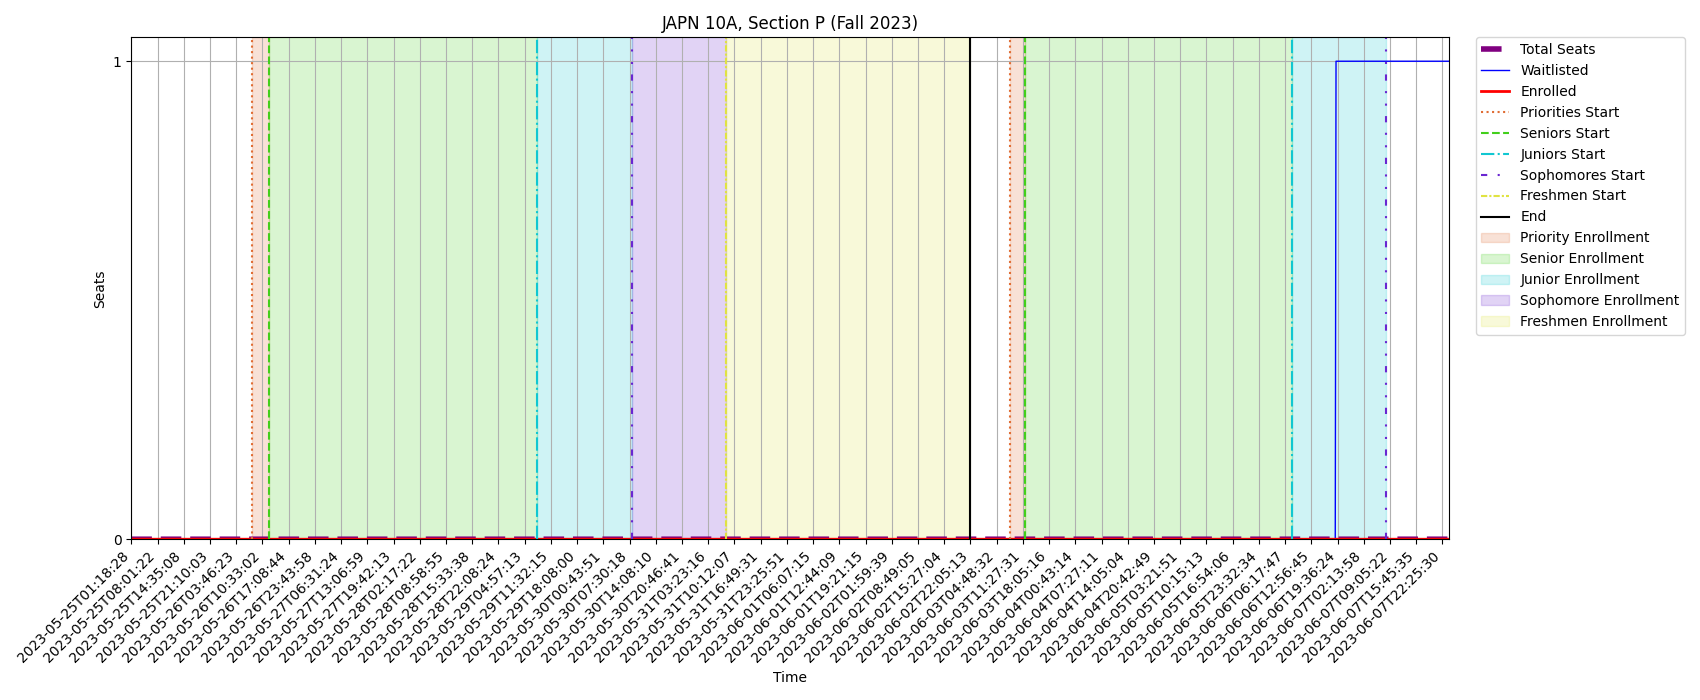 JAPN 10A, Section P (Fall 2023)
1
0
Seats
2023-05-25T01:18:28
2023-05-25T08:01:22
2023-05-25T14:35:08
2023-05-25T21:10:03
2023-05-26T03:46:23
2023-05-26T10:33:02
2023-05-26T17:08:44
2023-05-26T23:43:58
2023-05-27T06:31:24
2023-05-27T13:06:59
2023-05-27T19:42:13
2023-05-28T02:17:22
2023-05-28T08:58:55
2023-05-28T15:33:38
2023-05-28T22:08:24
2023-05-29T04:57:13
2023-05-29T11:32:15
2023-05-29T18:08:00
2023-05-30T00:43:51
2023-05-30T07:30:18
2023-05-30T14:08:10
2023-05-30T20:46:41
2023-05-31T03:23:16
2023-05-31T10:12:07
2023-05-31T16:49:31
2023-05-31T23:25:51
2023-06-01T06:07:15
2023-06-01T12:44:09
2023-06-01T19:21:15
2023-06-02T01:59:39
2023-06-02T08:49:05
2023-06-02T15:27:04
2023-06-02T22:05:13
2023-06-03T04:48:32
2023-06-03T11:27:31
2023-06-03T18:05:16
2023-06-04T00:43:14
2023-06-04T07:27:11
2023-06-04T14:05:04
2023-06-04T20:42:49
2023-06-05T03:21:51
2023-06-05T10:15:13
2023-06-05T16:54:06
2023-06-05T23:32:34
2023-06-06T06:17:47
2023-06-06T12:56:45
2023-06-06T19:36:24
2023-06-07T02:13:58
2023-06-07T09:05:22
2023-06-07T15:45:35
2023-06-07T22:25:30
Time
Total Seats
Waitlisted
Enrolled
Priorities Start
Seniors Start
Juniors Start
Sophomores Start
Freshmen Start
End
Priority Enrollment
Senior Enrollment
Junior Enrollment
Sophomore Enrollment
Freshmen Enrollment